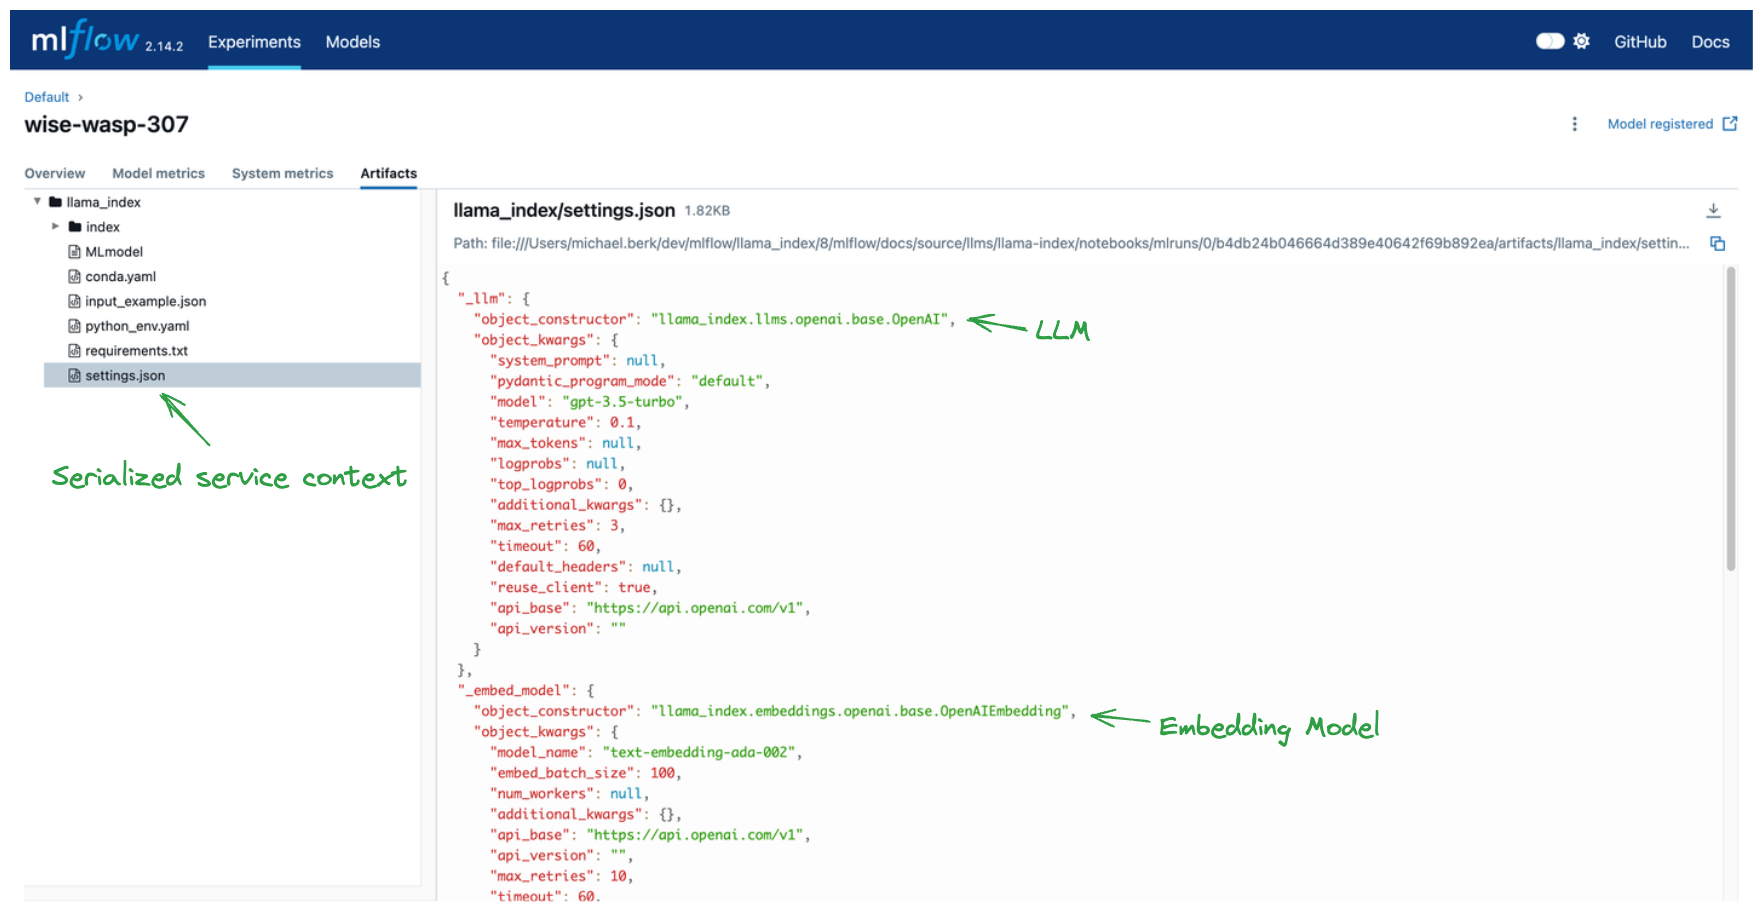 mlflow 2.14.2 Experiments Models GitHub Docs
Default ›
wise-wasp-307
Model registered
Overview Model metrics System metrics Artifacts
llama_index
index
MLmodel
conda.yaml
input_example.json
python_env.yaml
requirements.txt
settings.json
Serialized service context
llama_index/settings.json 1.82KB
Path: file:///Users/michael.berk/dev/mlflow/llama_index/8/mlflow/docs/source/llms/llama-index/notebooks/mlruns/0/b4db24b046664d389e40642f69b892ea/artifacts/llama_index/settin...
{
"_llm": {
"object_constructor": "llama_index.llms.openai.base.OpenAI",
LLM
"object_kwargs": {
"system_prompt": null,
"pydantic_program_mode": "default",
"model": "gpt-3.5-turbo",
"temperature": 0.1,
"max_tokens": null,
"logprobs": null,
"top_logprobs": 0,
"additional_kwargs": {},
"max_retries": 3,
"timeout": 60,
"default_headers": null,
"reuse_client": true,
"api_base": "https://api.openai.com/v1",
"api_version": ""
}
},
"_embed_model": {
"object_constructor": "llama_index.embeddings.openai.base.OpenAIEmbedding",
Embedding Model
"object_kwargs": {
"model_name": "text-embedding-ada-002",
"embed_batch_size": 100,
"num_workers": null,
"additional_kwargs": {},
"api_base": "https://api.openai.com/v1",
"api_version": "",
"max_retries": 10,
"timeout": 60,